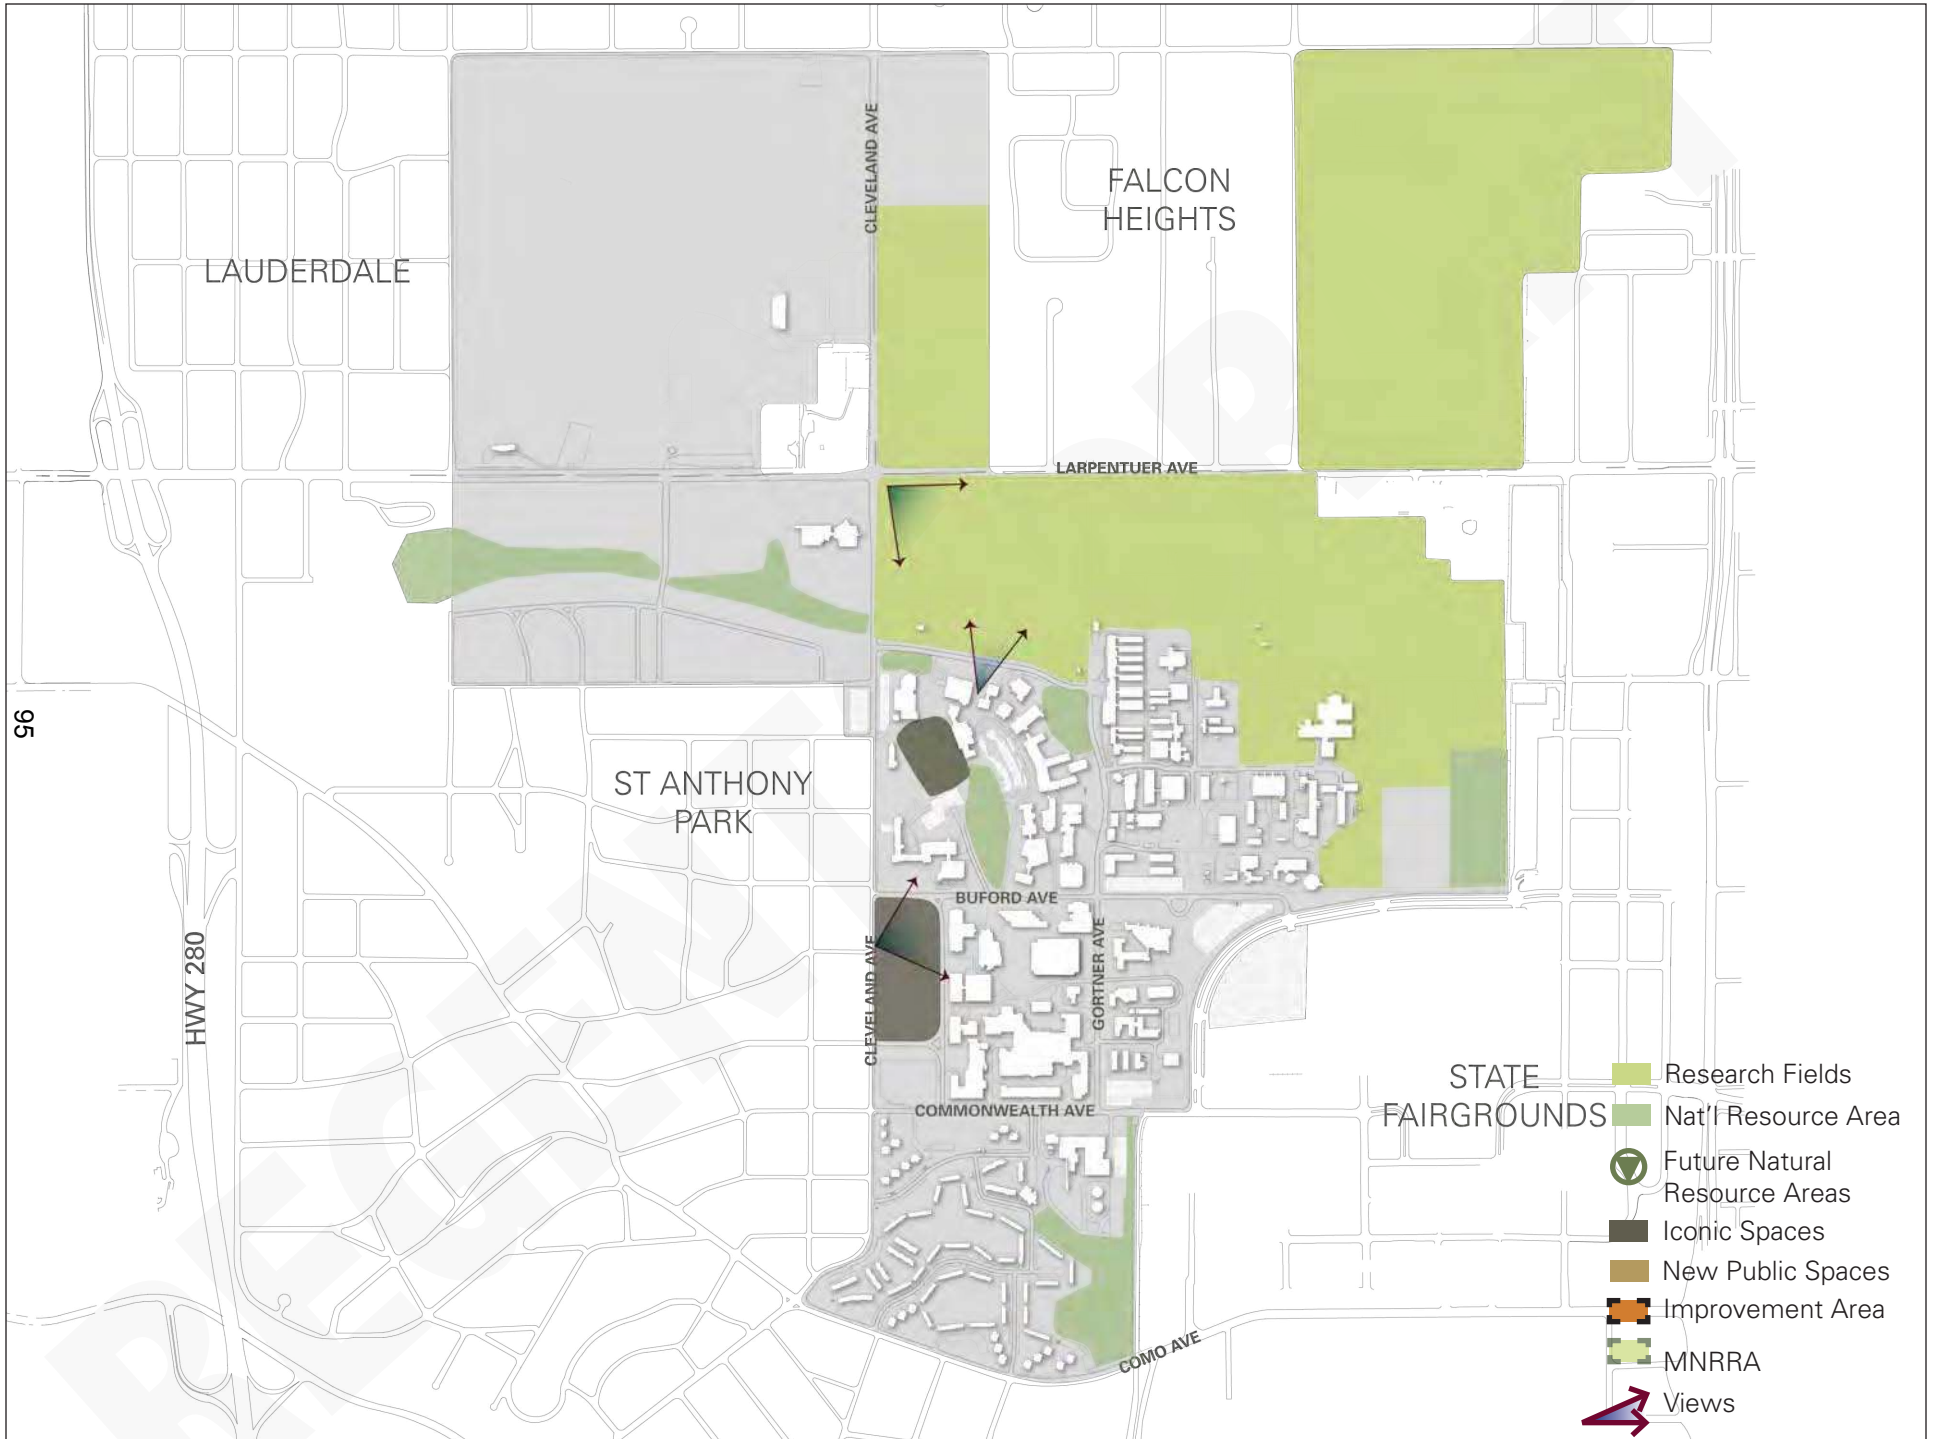 CLEVELAND AVE
FALCON
HEIGHTS
LAUDERDALE
LARPENTUER AVE
95
ST ANTHONY
PARK
BUFORD AVE
HWY 280
CLEVELAND AVE
GORTNER AVE
COMMONWEALTH AVE
STATE
FAIRGROUNDS
COMO AVE
Research Fields
Nat'l Resource Area
Future Natural
Resource Areas
Iconic Spaces
New Public Spaces
Improvement Area
MNRRA
Views